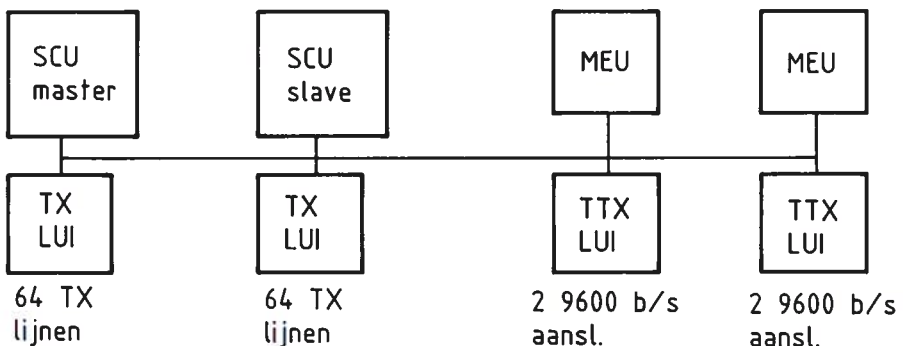 SCU
master
SCU
slave
MEU
MEU
TX
LUI
TX
LUI
TTX
LUI
TTX
LUI
64 TX
lijnen
64 TX
lijnen
2 9600 b/s
aansl.
2 9600 b/s
aansl.